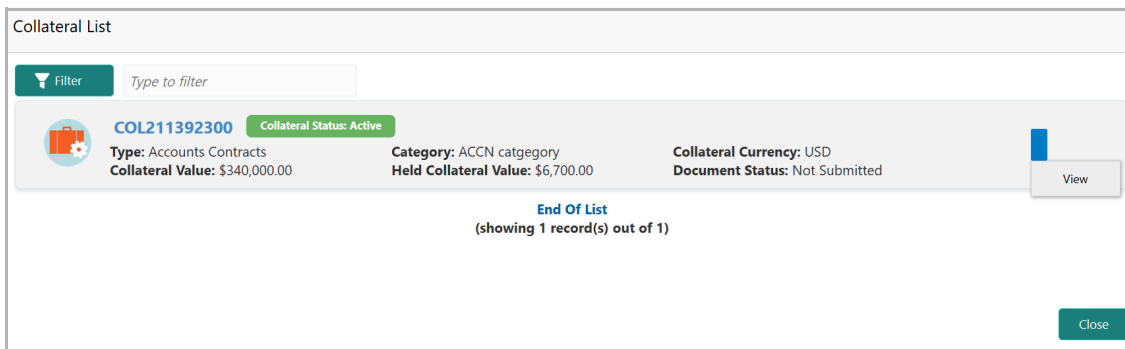 Collateral List
Filter
Type to filter
COL211392300 Collateral Status: Active
Type: Accounts Contracts Category: ACCN catgegory Collateral Currency: USD
Collateral Value: $340,000.00 Held Collateral Value: $6,700.00 Document Status: Not Submitted
View
End Of List
(showing 1 record(s) out of 1)
Close